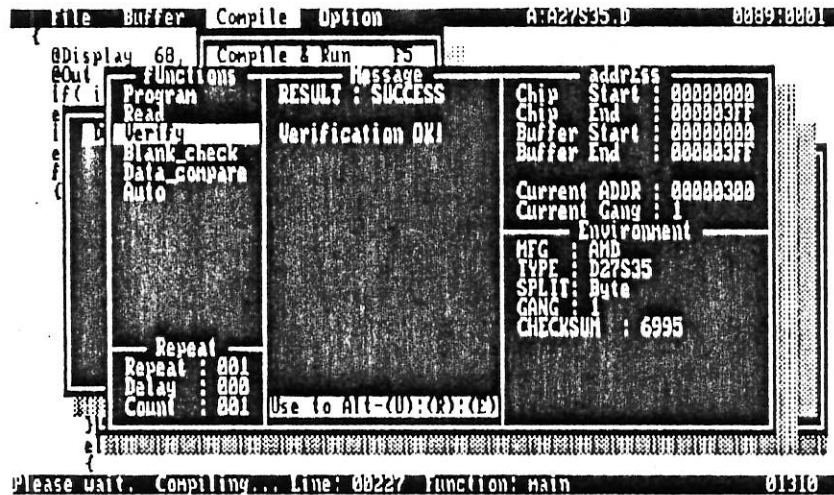 File Buffer Compile Option A:A27S35.D 0089:0001
{
@Display 68, Compile & Run F5
@Out
if( i
fUnctions
Program
Read
Verify
Blank_check
Data_compare
Auto
Repeat
Repeat : 001
Delay : 000
Count : 001
Message
RESULT : SUCCESS
Verification OK!
Use to Alt-(U):(R):(E)
addrEss
Chip Start : 00000000
Chip End : 000003FF
Buffer Start : 00000000
Buffer End : 000003FF
Current ADDR : 00000300
Current Gang : 1
Environment
MFG : AMD
TYPE : D27S35
SPLIT: Byte
GANG : 1
CHECKSUM : 6995
}
e
{
Please wait. Compiling... Line: 00227 Function: main 01310